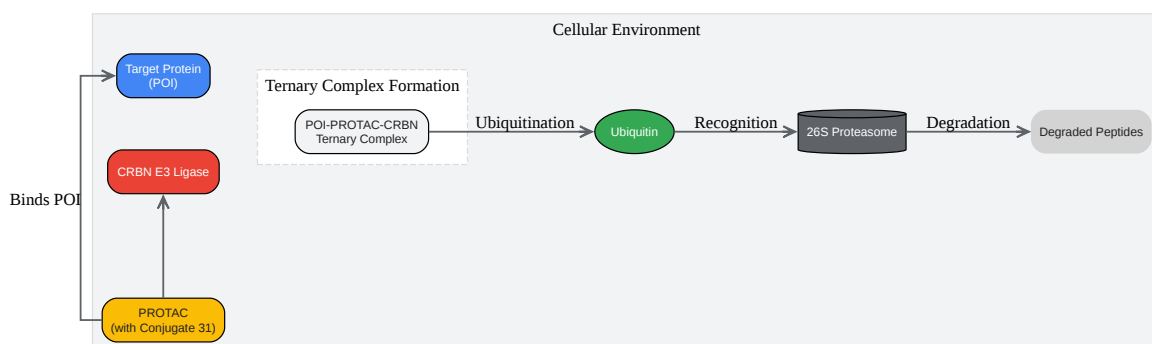 Cellular Environment
Target Protein
(POI)
Ternary Complex Formation
POI-PROTAC-CRBN
Ternary Complex
Ubiquitination
Ubiquitin
Recognition
26S Proteasome
Degradation
Degraded Peptides
CRBN E3 Ligase
Binds POI
PROTAC
(with Conjugate 31)